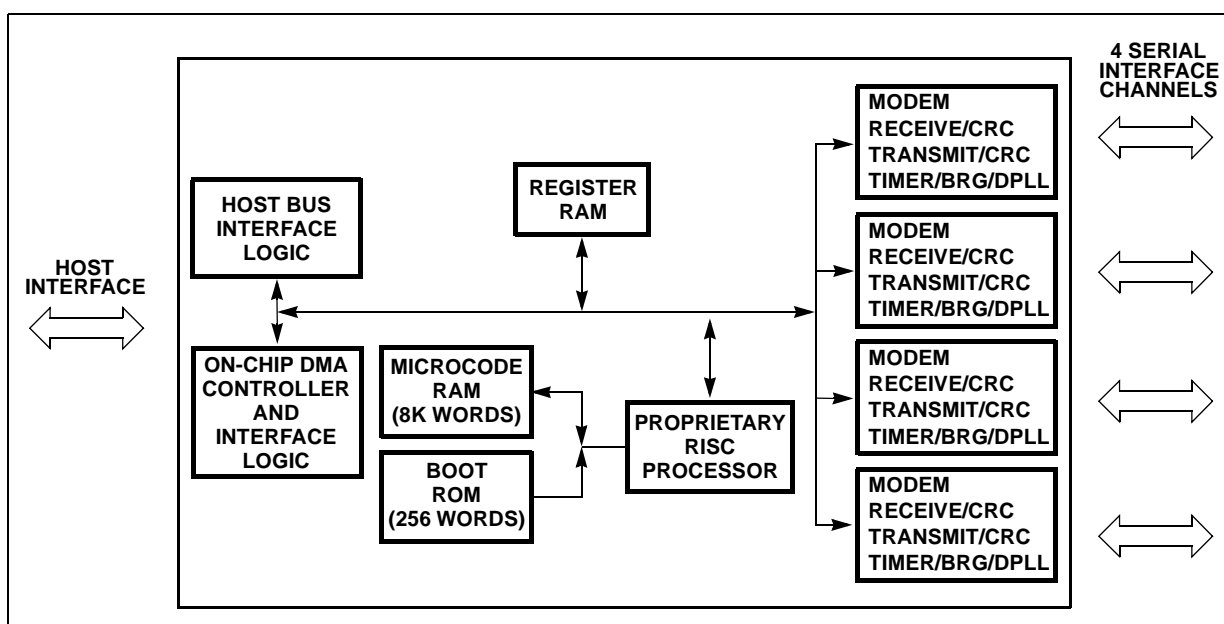 4 SERIAL
INTERFACE
CHANNELS
HOST
INTERFACE
HOST BUS
INTERFACE
LOGIC
REGISTER
RAM
ON-CHIP DMA
CONTROLLER
AND
INTERFACE
LOGIC
MICROCODE
RAM
(8K WORDS)
BOOT
ROM
(256 WORDS)
PROPRIETARY
RISC
PROCESSOR
MODEM
RECEIVE/CRC
TRANSMIT/CRC
TIMER/BRG/DPLL
MODEM
RECEIVE/CRC
TRANSMIT/CRC
TIMER/BRG/DPLL
MODEM
RECEIVE/CRC
TRANSMIT/CRC
TIMER/BRG/DPLL
MODEM
RECEIVE/CRC
TRANSMIT/CRC
TIMER/BRG/DPLL